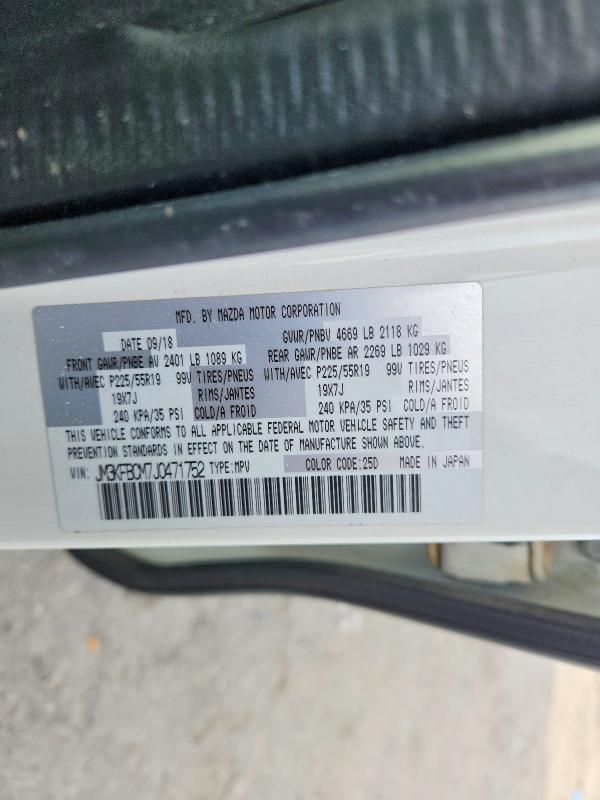 MFD. BY MAZDA MOTOR CORPORATION
DATE 09/18 GVWR/PNBV 4669 LB 2118 KG
FRONT GAWR/PNBE AV 2401 LB 1089 KG REAR GAWR/PNBE AR 2269 LB 1029 KG
WITH/AVEC P225/55R19 99V TIRES/PNEUS WITH/AVEC P225/55R19 99V TIRES/PNEUS
19X7J RIMS/JANTES 19X7J RIMS/JANTES
240 KPA/35 PSI COLD/A FROID 240 KPA/35 PSI COLD/A FROID
THIS VEHICLE CONFORMS TO ALL APPLICABLE FEDERAL MOTOR VEHICLE SAFETY AND THEFT
PREVENTION STANDARDS IN EFFECT ON THE DATE OF MANUFACTURE SHOWN ABOVE.
VIN: JM3KFBCM7J0471752 TYPE:MPV COLOR CODE:25D MADE IN JAPAN